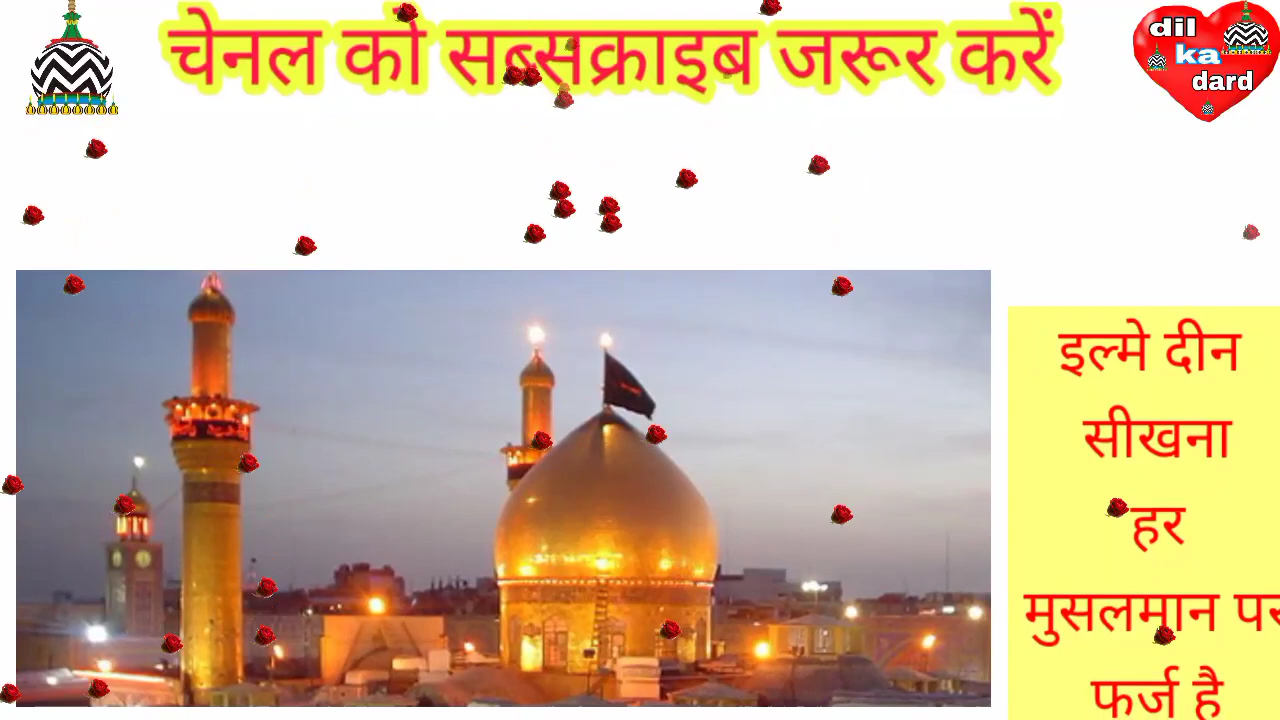 चेनल को सब्सक्राइब जरूर करें
dil
ka
dard
इल्मे दीन
सीखना
हर
मुसलमान पर
फर्ज है